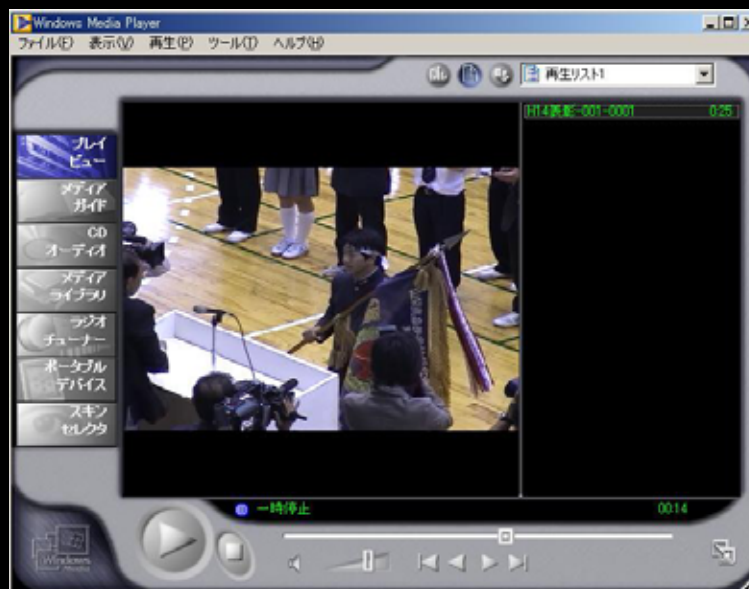 Windows Media Player
ファイル(F) 表示(V) 再生(P) ツール(T) ヘルプ(H)
再生リスト1
H14表彰-001-0001 0:25
プレイ
ビュー
メディア
ガイド
CD
オーディオ
メディア
ライブラリ
ラジオ
チューナー
ポータブル
デバイス
スキン
セレクタ
一時停止 00:14
Windows
Media